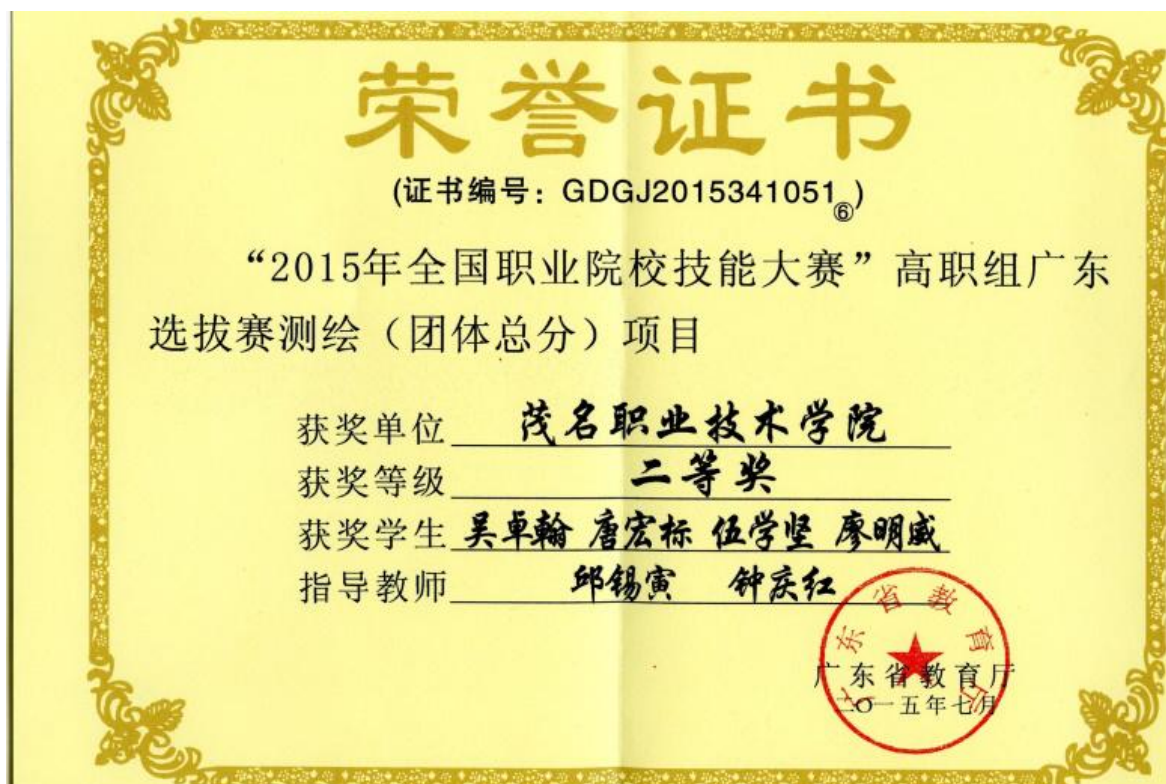 荣誉证书
(证书编号：GDGJ2015341051⑥)
“2015年全国职业院校技能大赛”高职组广东
选拔赛测绘（团体总分）项目
获奖单位 茂名职业技术学院
获奖等级 二等奖
获奖学生 吴卓翰 唐宏标 伍学坚 廖明威
指导教师 邱锡寅 钟庆红
广东省教育厅
广东省教育厅
二〇一五年七月